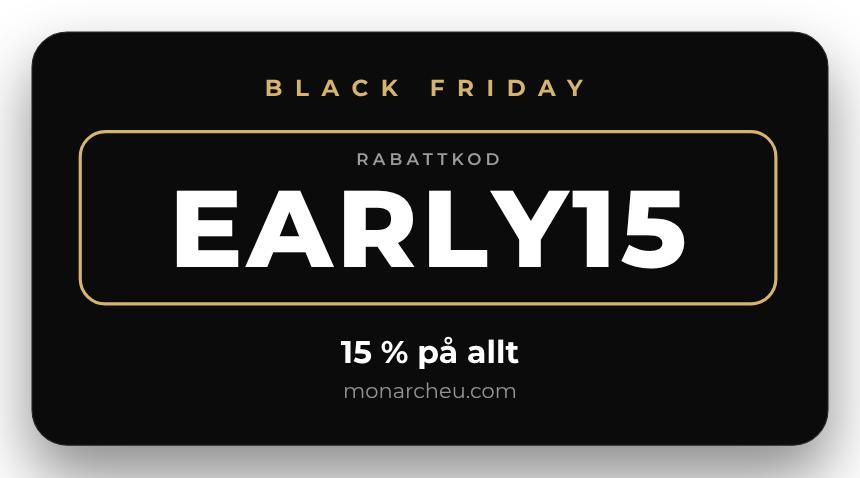 BLACK FRIDAY
RABATTKOD
EARLY15
15 % på allt
monarcheu.com